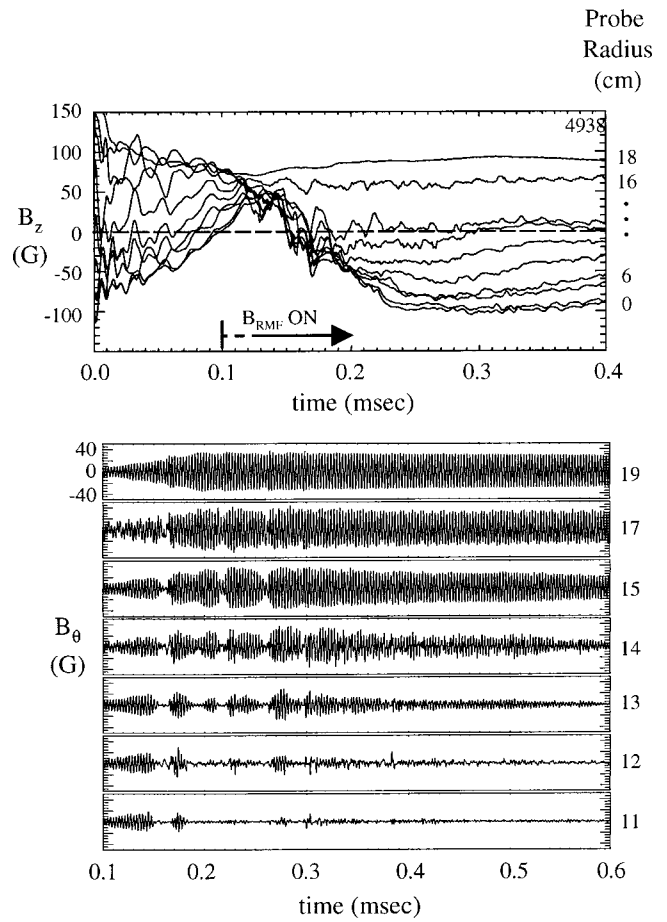 Probe
Radius
(cm)
4938
150
100
50
0
-50
-100
B_z
(G)
18
16
•
•
•
6
0
B_RMF ON
0.0 0.1 0.2 0.3 0.4
time (msec)
40
0
-40
19
17
15
14
13
12
11
B_θ
(G)
0.1 0.2 0.3 0.4 0.5 0.6
time (msec)